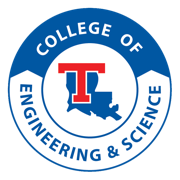 COLLEGE OF
T
ENGINEERING & SCIENCE